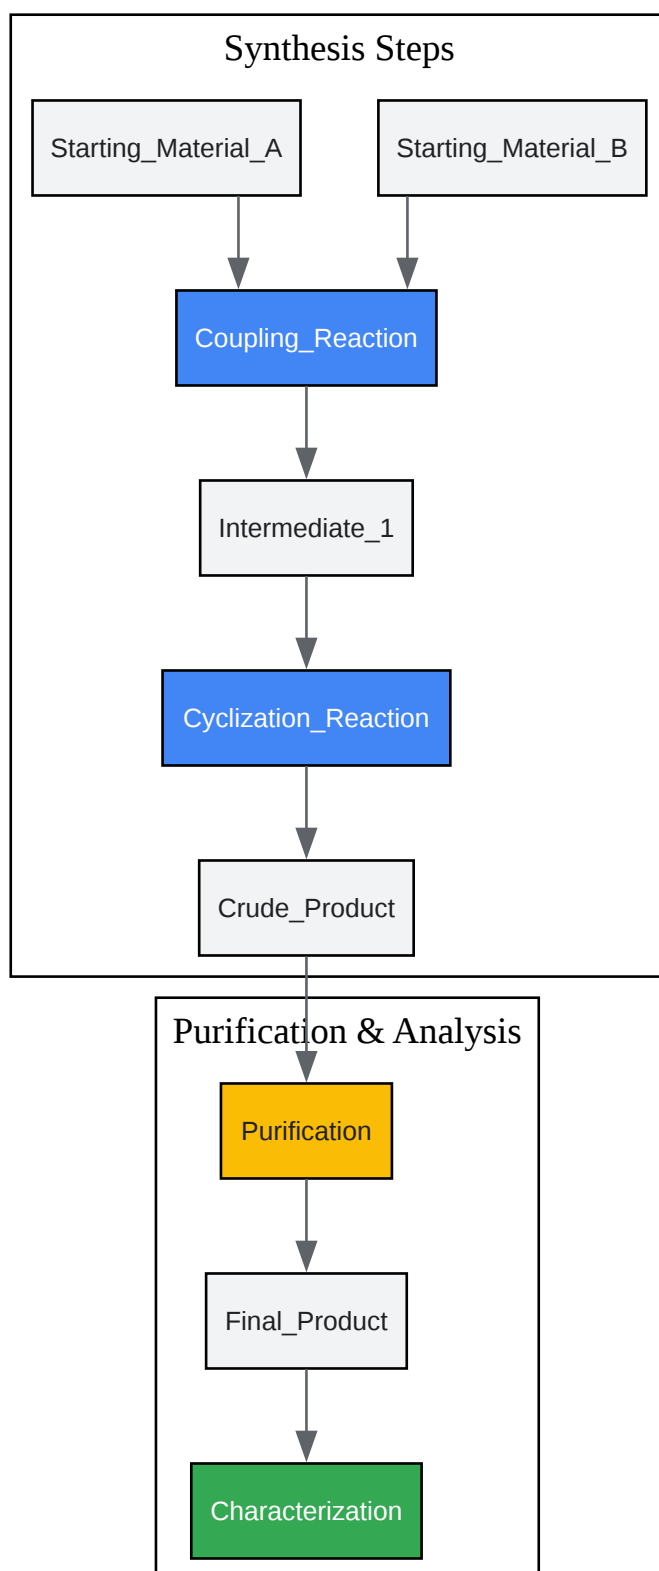 Synthesis Steps
Starting_Material_A
Starting_Material_B
Coupling_Reaction
Intermediate_1
Cyclization_Reaction
Crude_Product
Purification & Analysis
Purification
Final_Product
Characterization